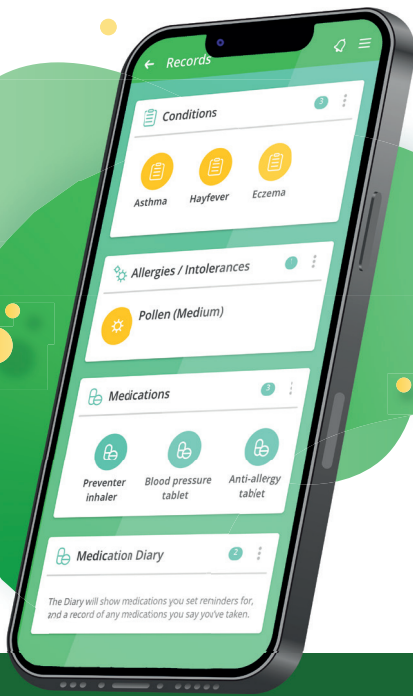 Records
Conditions
3
Asthma
Hayfever
Eczema
Allergies / Intolerances
Pollen (Medium)
Medications
3
Preventer
inhaler
Blood pressure
tablet
Anti-allergy
tablet
Medication Diary
2
The Diary will show medications you set reminders for,
and a record of any medications you say you've taken.